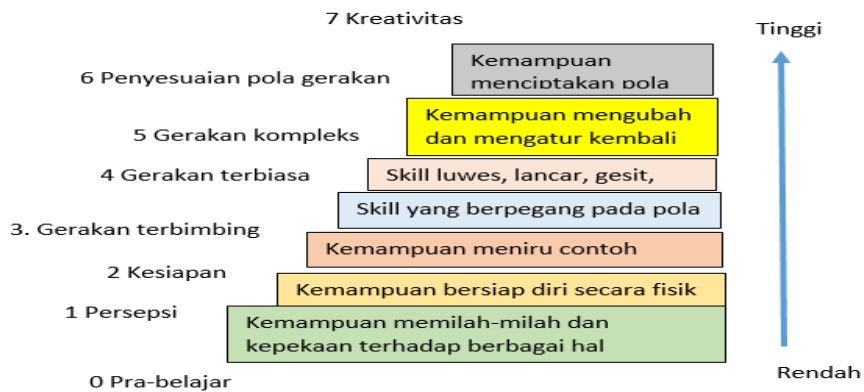 7 Kreativitas
Tinggi
Kemampuan
menciptakan pola
6 Penyesuaian pola gerakan
Kemampuan mengubah
dan mengatur kembali
5 Gerakan kompleks
4 Gerakan terbiasa
Skill luwes, lancar, gesit,
Skill yang berpegang pada pola
3. Gerakan terbimbing
Kemampuan meniru contoh
2 Kesiapan
Kemampuan bersiap diri secara fisik
1 Persepsi
Kemampuan memilah-milah dan
kepekaan terhadap berbagai hal
Rendah
0 Pra-belajar